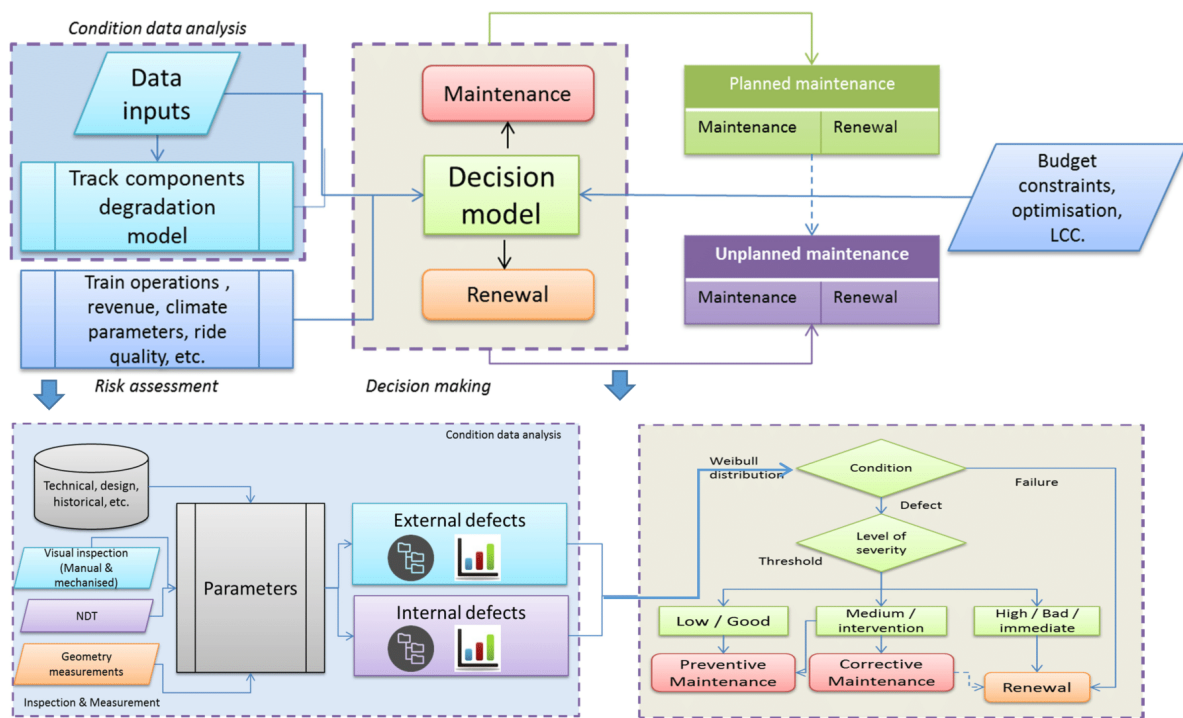 Condition data analysis
Data
inputs
Track components
degradation
model
Train operations ,
revenue, climate
parameters, ride
quality, etc.
Risk assessment
Maintenance
Decision
model
Renewal
Decision making
Planned maintenance
Maintenance
Renewal
Unplanned maintenance
Maintenance
Renewal
Budget
constraints,
optimisation,
LCC.
Condition data analysis
Technical, design,
historical, etc.
Visual inspection
(Manual &
mechanised)
NDT
Geometry
measurements
Inspection & Measurement
Parameters
External defects
Internal defects
Weibull
distribution
Condition
Failure
Defect
Level of
severity
Threshold
Low / Good
Medium /
intervention
High / Bad /
immediate
Preventive
Maintenance
Corrective
Maintenance
Renewal